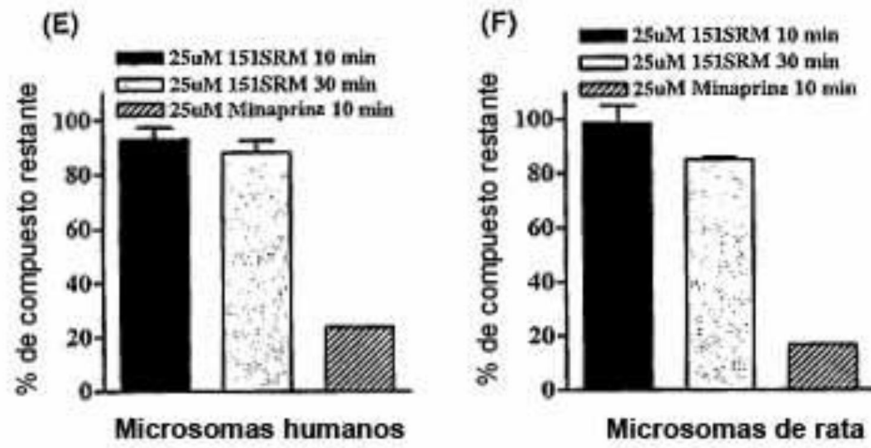 (E)
25uM 151SRM 10 min
25uM 151SRM 30 min
25uM Minaprina 10 min
% de compuesto restante
100
80
60
40
20
0
Microsomas humanos
(F)
25uM 151SRM 10 min
25uM 151SRM 30 min
25uM Minaprina 10 min
% de compuesto restante
100
80
60
40
20
0
Microsomas de rata